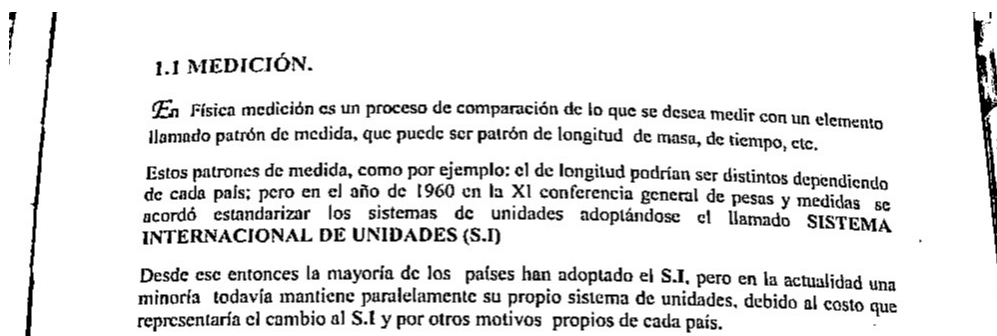 1.1 MEDICIÓN.
En Física medición es un proceso de comparación de lo que se desea medir con un elemento
llamado patrón de medida, que puede ser patrón de longitud de masa, de tiempo, etc.
Estos patrones de medida, como por ejemplo: el de longitud podrían ser distintos dependiendo
de cada país; pero en el año de 1960 en la XI conferencia general de pesas y medidas se
acordó estandarizar los sistemas de unidades adoptándose el llamado SISTEMA
INTERNACIONAL DE UNIDADES (S.I)
Desde ese entonces la mayoría de los países han adoptado el S.I, pero en la actualidad una
minoría todavía mantiene paralelamente su propio sistema de unidades, debido al costo que
representaría el cambio al S.I y por otros motivos propios de cada país.